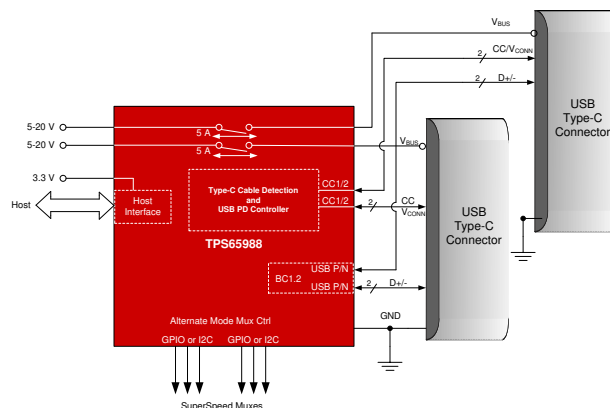 VBUS
CC/VCONN
2
D+/-
2
USB
Type-C
Connector
5-20 V
5 A
5-20 V
5 A
VBUS
3.3 V
Host
Host
Interface
Type-C Cable Detection
and
USB PD Controller
CC1/2
CC1/2
2
CC
VCONN
USB
Type-C
Connector
TPS65988
BC1.2
USB P/N
USB P/N
2
D+/-
GND
Alternate Mode Mux Ctrl
GPIO or I2C
GPIO or I2C
SuperSpeed Muxes